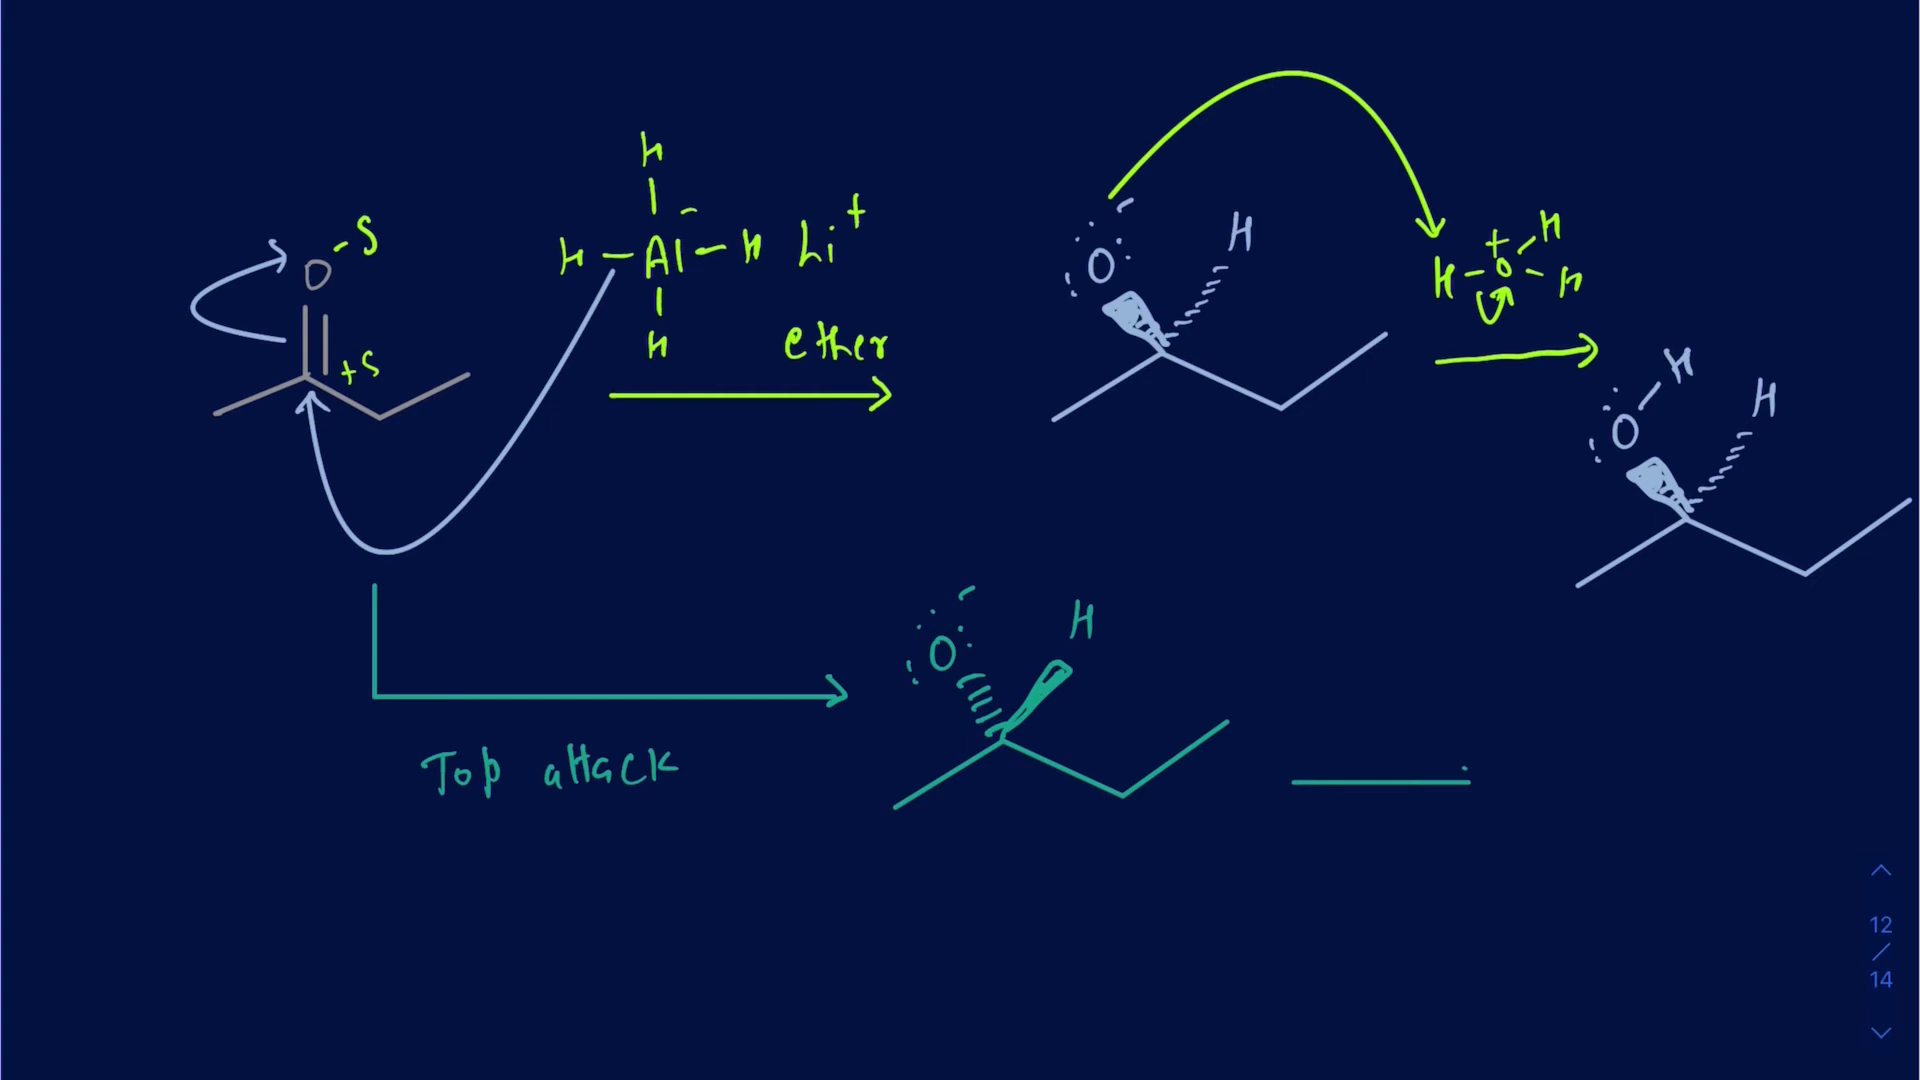 H
O -S
H - Al - H Li +
-
H
+S
ether
O -
H
H - O - H
+
H
O - H
H
O -
H
Top attack
12
/
14